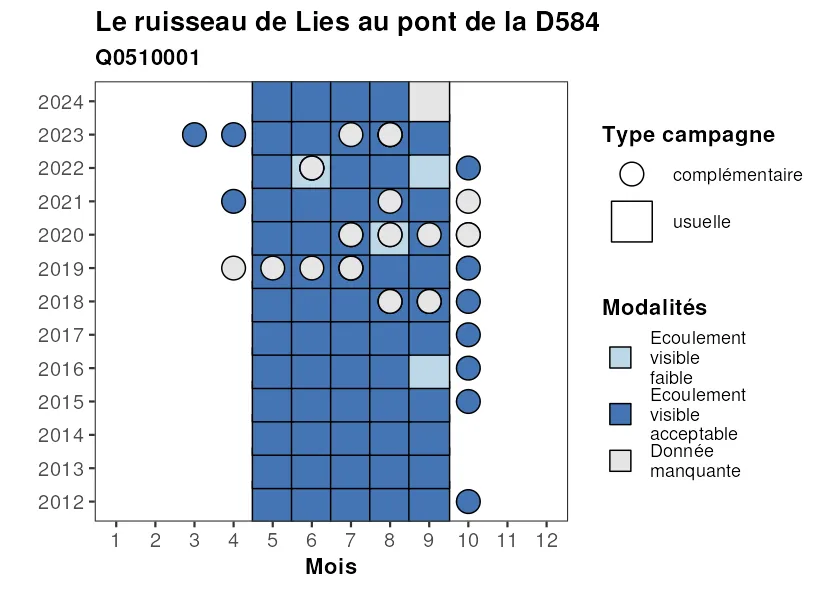 Le ruisseau de Lies au pont de la D584
Q0510001
2024
2023
2022
2021
2020
2019
2018
2017
2016
2015
2014
2013
2012
1 2 3 4 5 6 7 8 9 10 11 12
Mois
Type campagne
complémentaire
usuelle
Modalités
Ecoulement
visible
faible
Ecoulement
visible
acceptable
Donnée
manquante